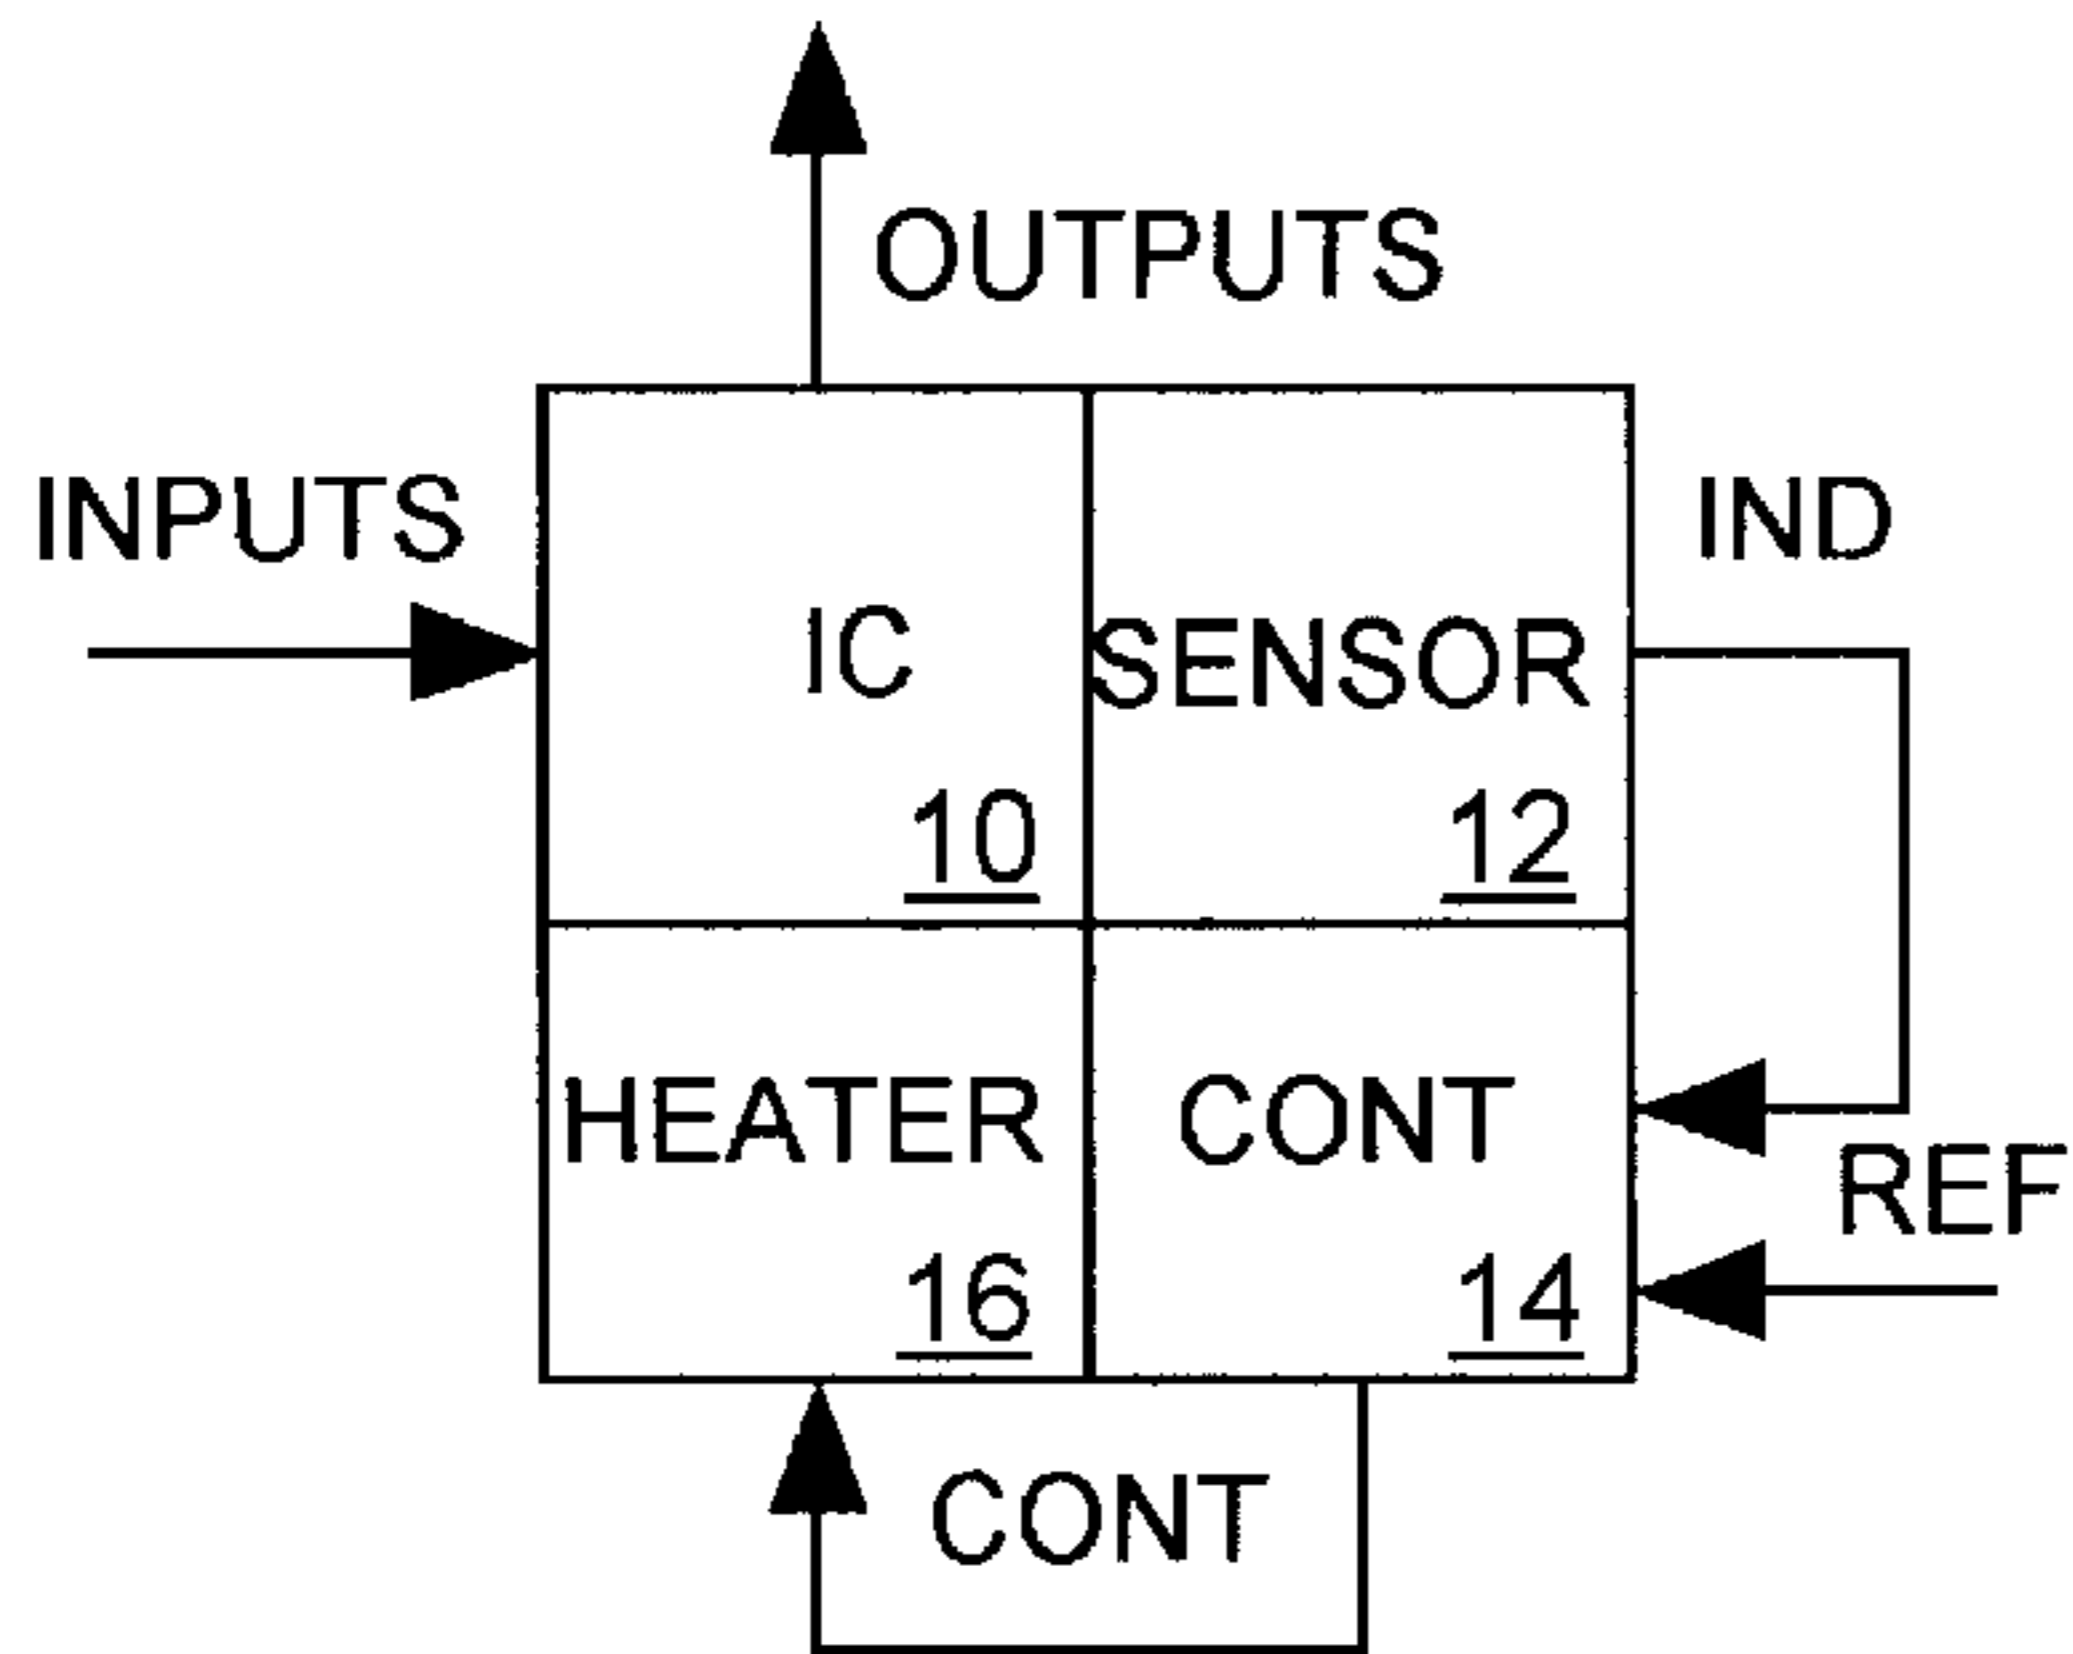 OUTPUTS
INPUTS
IND
IC
SENSOR
10
12
HEATER
CONT
REF
16
14
CONT